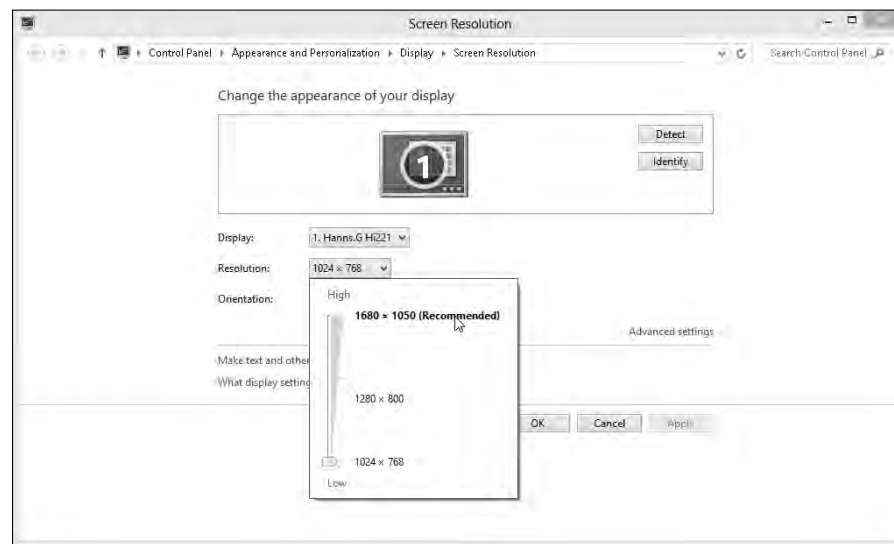 Screen Resolution
Control Panel Appearance and Personalization Display Screen Resolution Search Control Panel
Change the appearance of your display
Detect
1
Identify
Display: 1. Hanns.G Hi221
Resolution: 1024 × 768
Orientation:
High
1680 × 1050 (Recommended)
Advanced settings
Make text and other
What display setting
1280 × 800
OK Cancel Apply
1024 × 768
Low